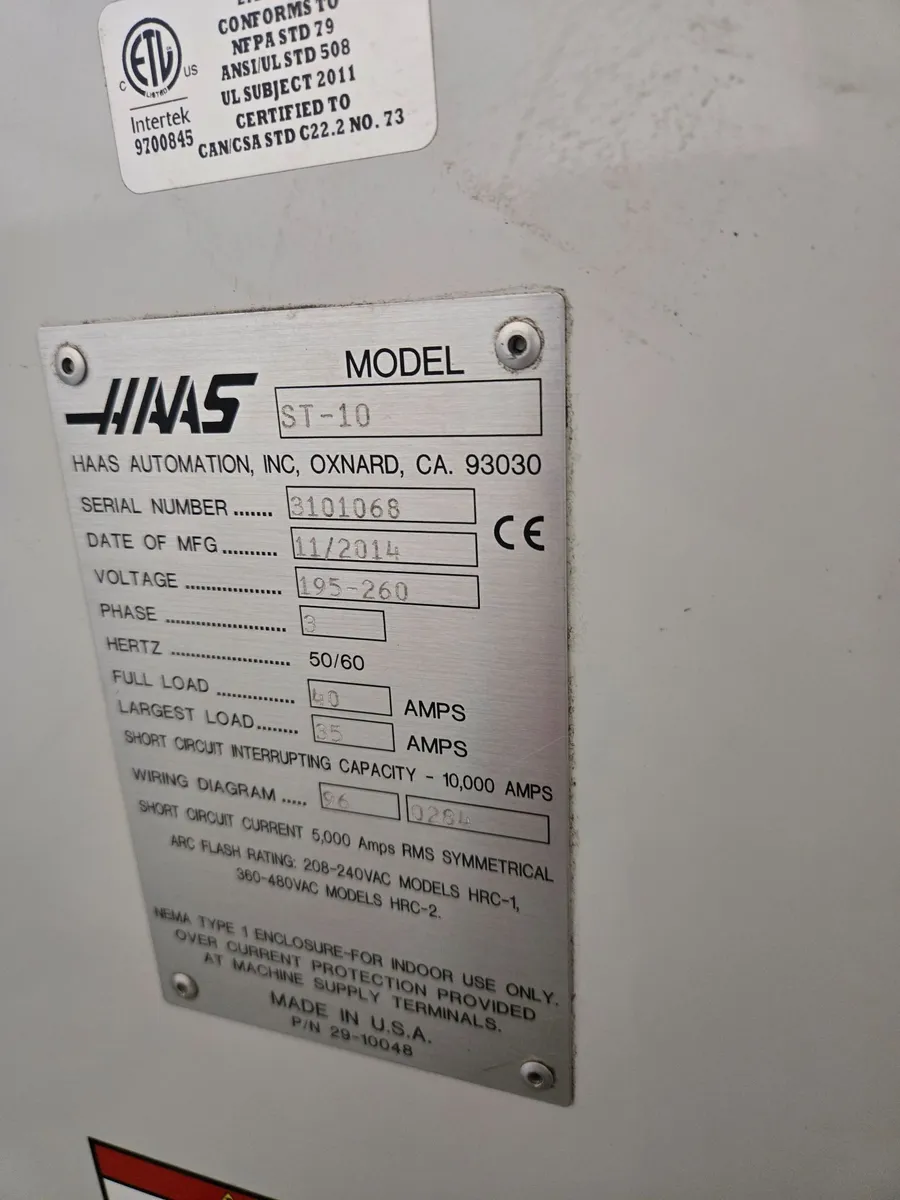 CONFORMS TO
NFPA STD 79
ANSI/UL STD 508
UL SUBJECT 2011
CERTIFIED TO
CAN/CSA STD C22.2 NO. 73
ETL
C US
LISTED
Intertek
9700845
HAAS
MODEL
ST-10
HAAS AUTOMATION, INC, OXNARD, CA. 93030
SERIAL NUMBER ....... 3101068
CE
DATE OF MFG.......... 11/2014
VOLTAGE .................. 195-260
PHASE ....................... 3
HERTZ ....................... 50/60
FULL LOAD ............... 40 AMPS
LARGEST LOAD........ 35 AMPS
SHORT CIRCUIT INTERRUPTING CAPACITY - 10,000 AMPS
WIRING DIAGRAM ..... 96 0284
SHORT CIRCUIT CURRENT 5,000 Amps RMS SYMMETRICAL
ARC FLASH RATING: 208-240VAC MODELS HRC-1,
360-480VAC MODELS HRC-2.
NEMA TYPE 1 ENCLOSURE-FOR INDOOR USE ONLY.
OVER CURRENT PROTECTION PROVIDED
AT MACHINE SUPPLY TERMINALS.
MADE IN U.S.A.
P/N 29-10048